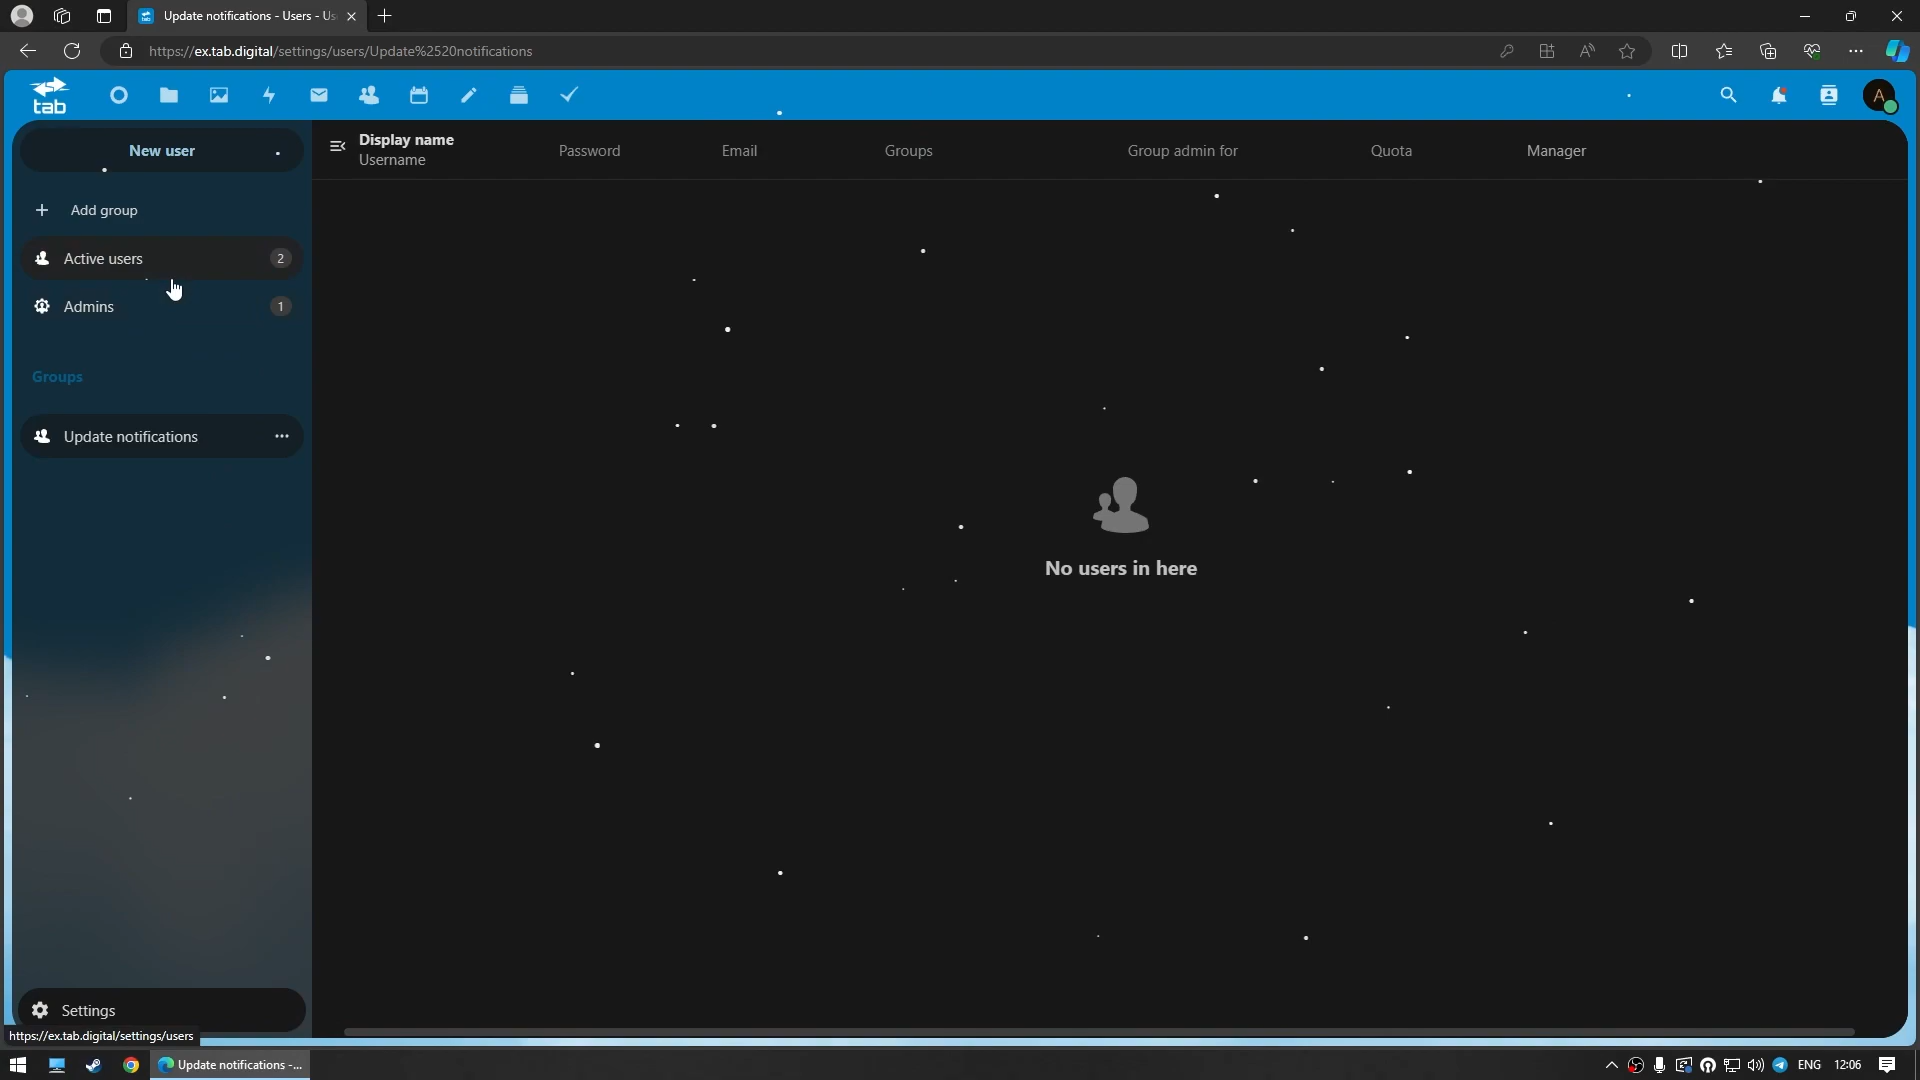 Update notifications - Users - Us
https://ex.tab.digital/settings/users/Update%2520notifications
tab
A
New user
Display name
Username
Password
Email
Groups
Group admin for
Quota
Manager
Add group
Active users
2
Admins
1
Groups
Update notifications
No users in here
Settings
https://ex.tab.digital/settings/users
Update notifications -...
ENG
12:06